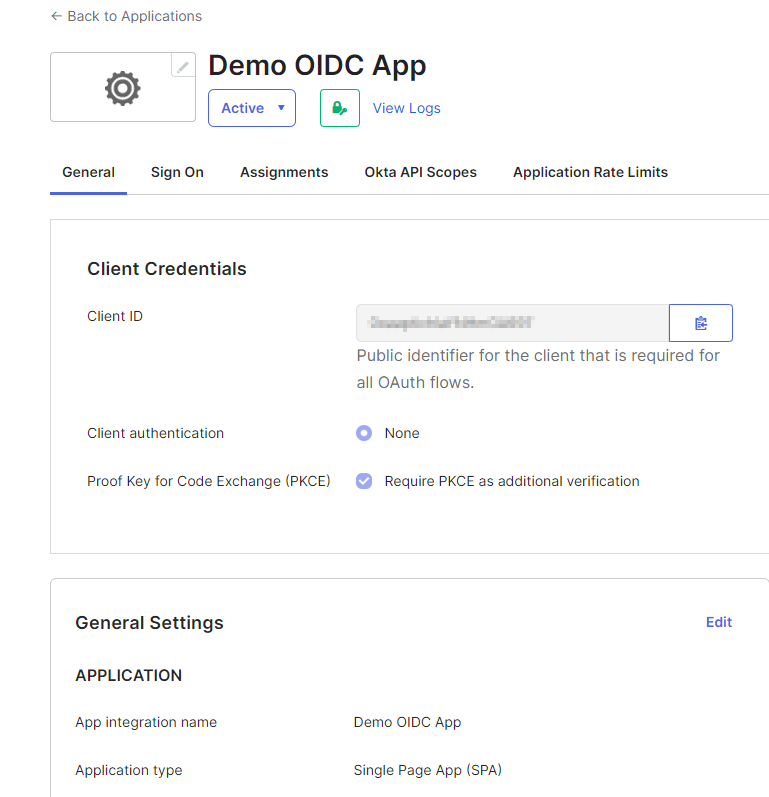 ← Back to Applications
Demo OIDC App
Active ▼ View Logs
General Sign On Assignments Okta API Scopes Application Rate Limits
Client Credentials
Client ID
Public identifier for the client that is required for
all OAuth flows.
Client authentication None
Proof Key for Code Exchange (PKCE) Require PKCE as additional verification
General Settings Edit
APPLICATION
App integration name Demo OIDC App
Application type Single Page App (SPA)